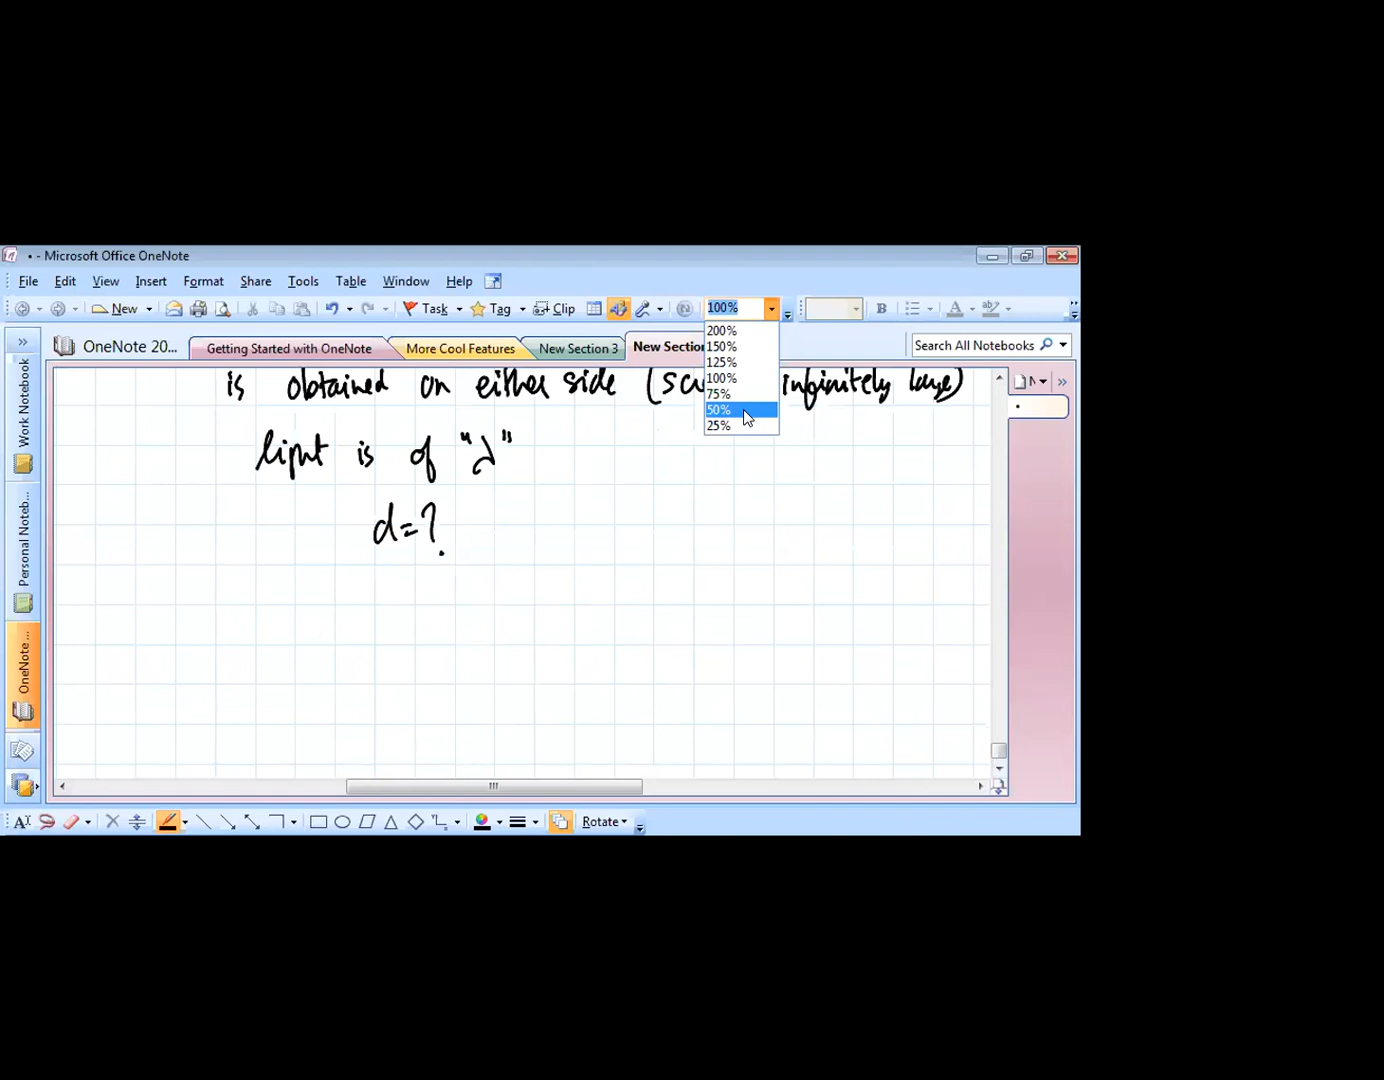 • - Microsoft Office OneNote
File Edit View Insert Format Share Tools Table Window Help
New Task Tag Clip 100% B A ab
200%
150%
125%
100%
75%
50%
25%
OneNote 20... Getting Started with OneNote More Cool Features New Section 3 New Section
Search All Notebooks
Work Notebook
Personal Noteb...
OneNote...
is obtained on either side ( infinitely large)
light is of "λ"
d=?
Rotate